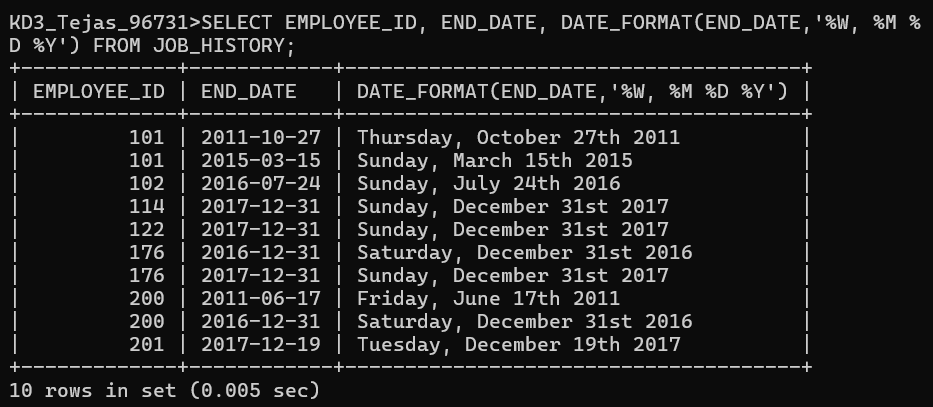 KD3_Tejas_96731>SELECT EMPLOYEE_ID, END_DATE, DATE_FORMAT(END_DATE,'%W, %M %
D %Y') FROM JOB_HISTORY;
+-------------+------------+--------------------------------------+
| EMPLOYEE_ID | END_DATE   | DATE_FORMAT(END_DATE,'%W, %M %D %Y') |
+-------------+------------+--------------------------------------+
|         101 | 2011-10-27 | Thursday, October 27th 2011          |
|         101 | 2015-03-15 | Sunday, March 15th 2015              |
|         102 | 2016-07-24 | Sunday, July 24th 2016               |
|         114 | 2017-12-31 | Sunday, December 31st 2017           |
|         122 | 2017-12-31 | Sunday, December 31st 2017           |
|         176 | 2016-12-31 | Saturday, December 31st 2016         |
|         176 | 2017-12-31 | Sunday, December 31st 2017           |
|         200 | 2011-06-17 | Friday, June 17th 2011               |
|         200 | 2016-12-31 | Saturday, December 31st 2016         |
|         201 | 2017-12-19 | Tuesday, December 19th 2017          |
+-------------+------------+--------------------------------------+
10 rows in set (0.005 sec)